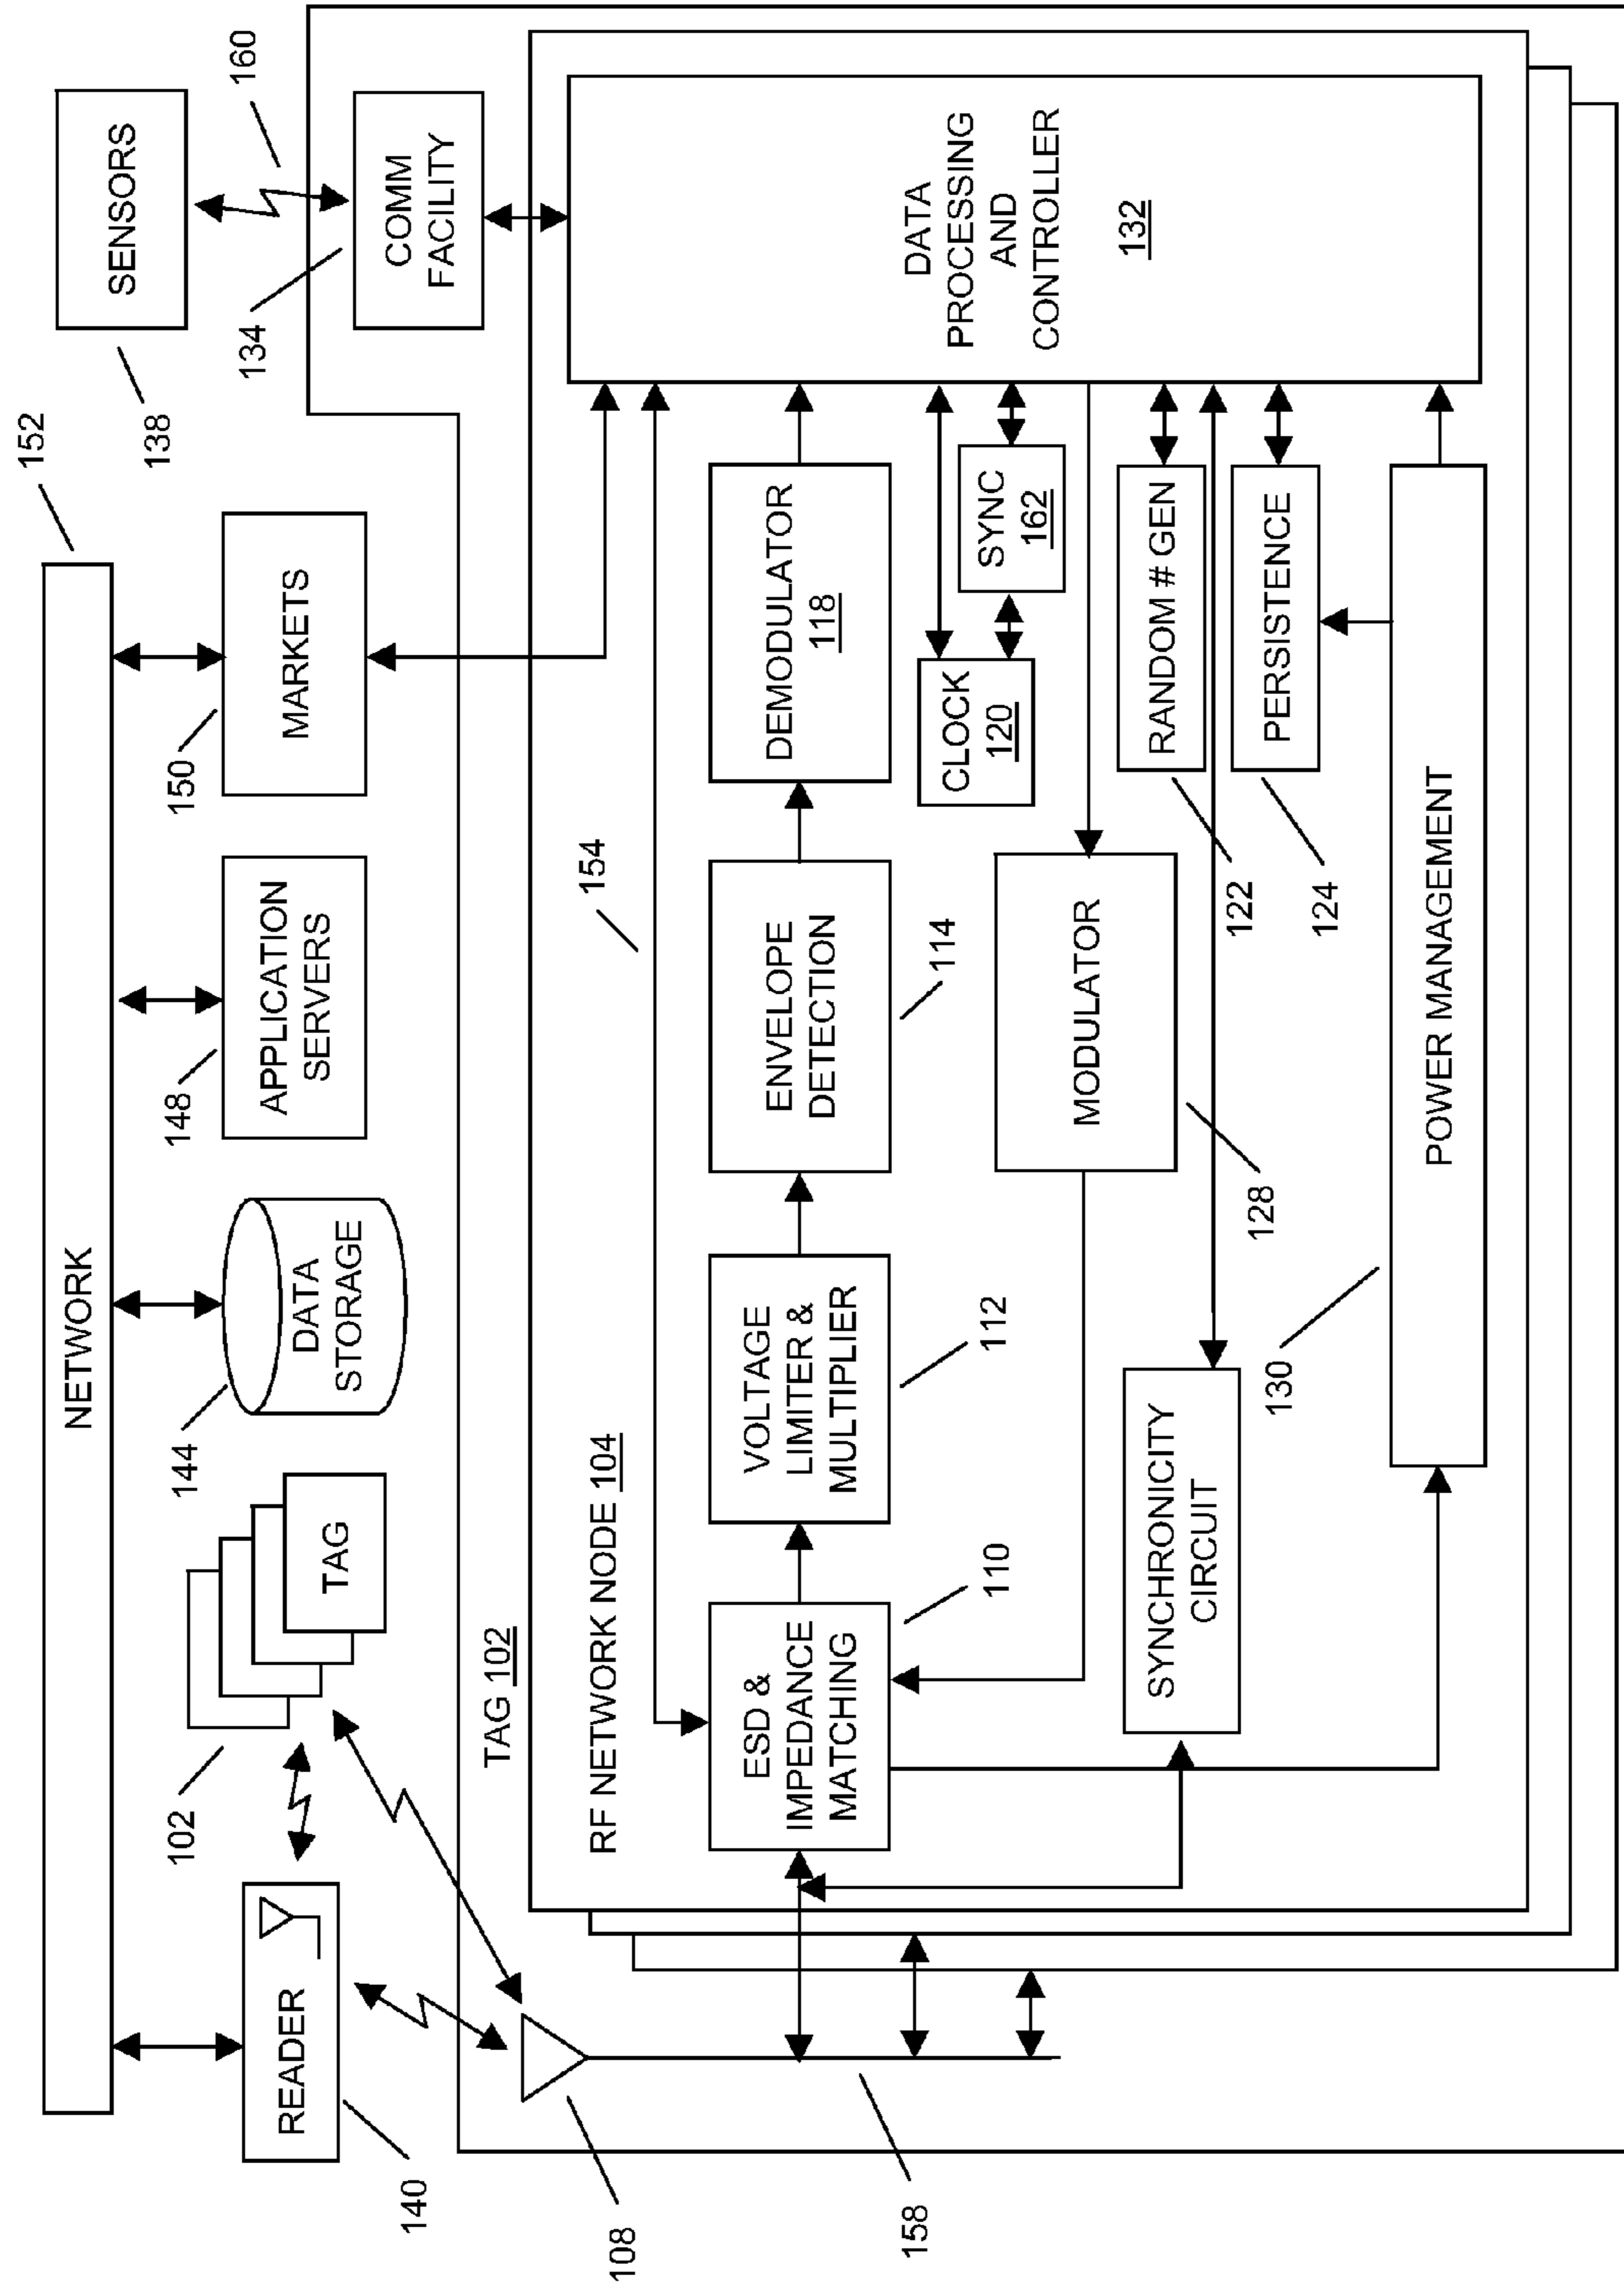 NETWORK
152
READER
140
TAG
102
DATA
STORAGE
144
APPLICATION
SERVERS
148
MARKETS
150
SENSORS
138
160
COMM
FACILITY
134
TAG 102
108
158
RF NETWORK NODE 104
154
ESD &
IMPEDANCE
MATCHING
110
VOLTAGE
LIMITER &
MULTIPLIER
112
ENVELOPE
DETECTION
114
DEMODULATOR
118
CLOCK
120
SYNC
162
MODULATOR
128
RANDOM # GEN
122
PERSISTENCE
124
SYNCHRONICITY
CIRCUIT
POWER MANAGEMENT
130
DATA
PROCESSING
AND
CONTROLLER
132